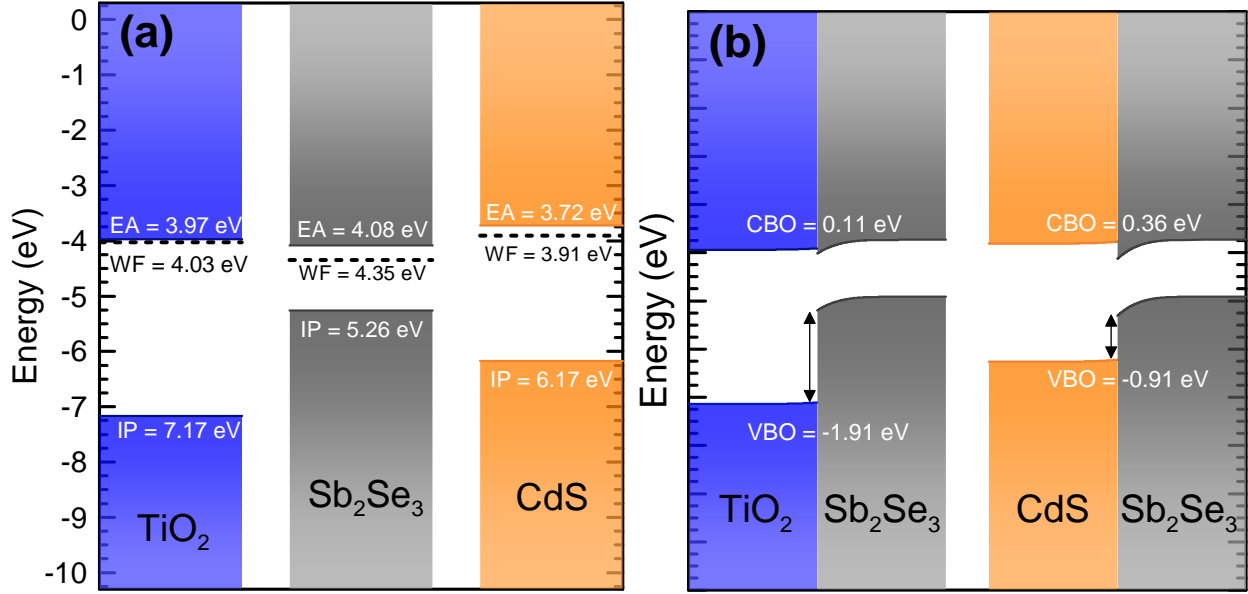 (a)
0
-1
-2
-3
-4
-5
-6
-7
-8
-9
-10
Energy (eV)
EA = 3.97 eV
WF = 4.03 eV
IP = 7.17 eV
TiO₂
EA = 4.08 eV
WF = 4.35 eV
IP = 5.26 eV
Sb₂Se₃
EA = 3.72 eV
WF = 3.91 eV
IP = 6.17 eV
CdS
(b)
Energy (eV)
CBO = 0.11 eV
VBO = -1.91 eV
TiO₂
Sb₂Se₃
CBO = 0.36 eV
VBO = -0.91 eV
CdS
Sb₂Se₃